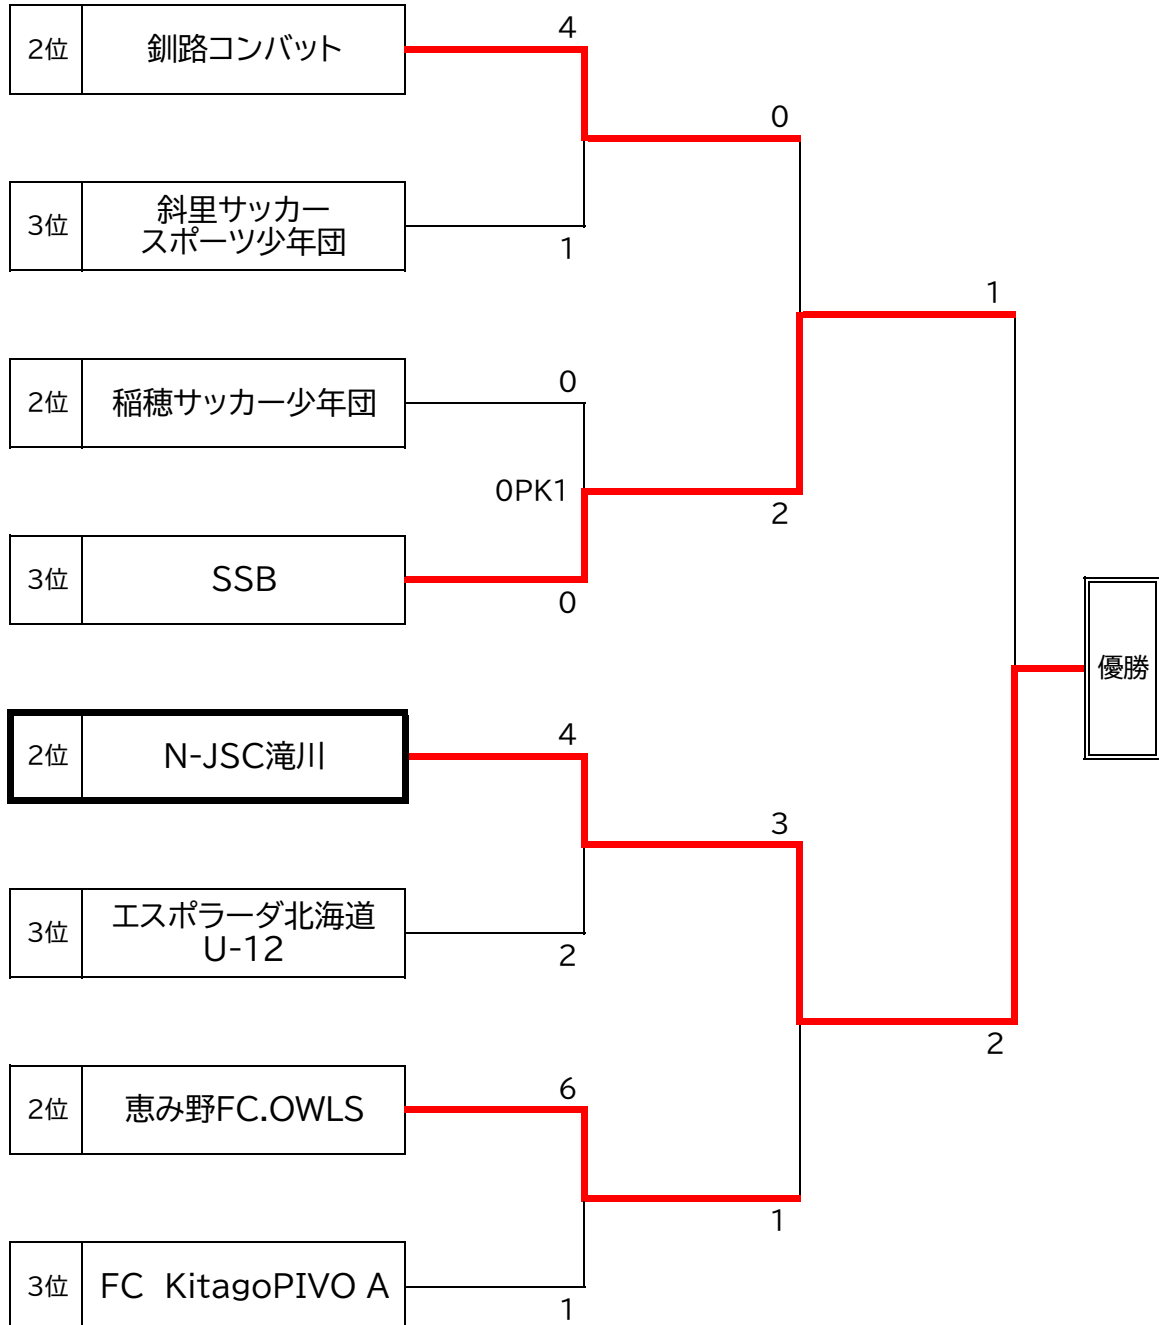 2位 釧路コンバット
4
0
3位 斜里サッカー
スポーツ少年団
1
1
2位 稲穂サッカー少年団
0
0PK1
2
3位 SSB
0
優勝
2位 N-JSC滝川
4
3
3位 エスポラーダ北海道
U-12
2
2
2位 恵み野FC.OWLS
6
1
3位 FC KitagoPIVO A
1